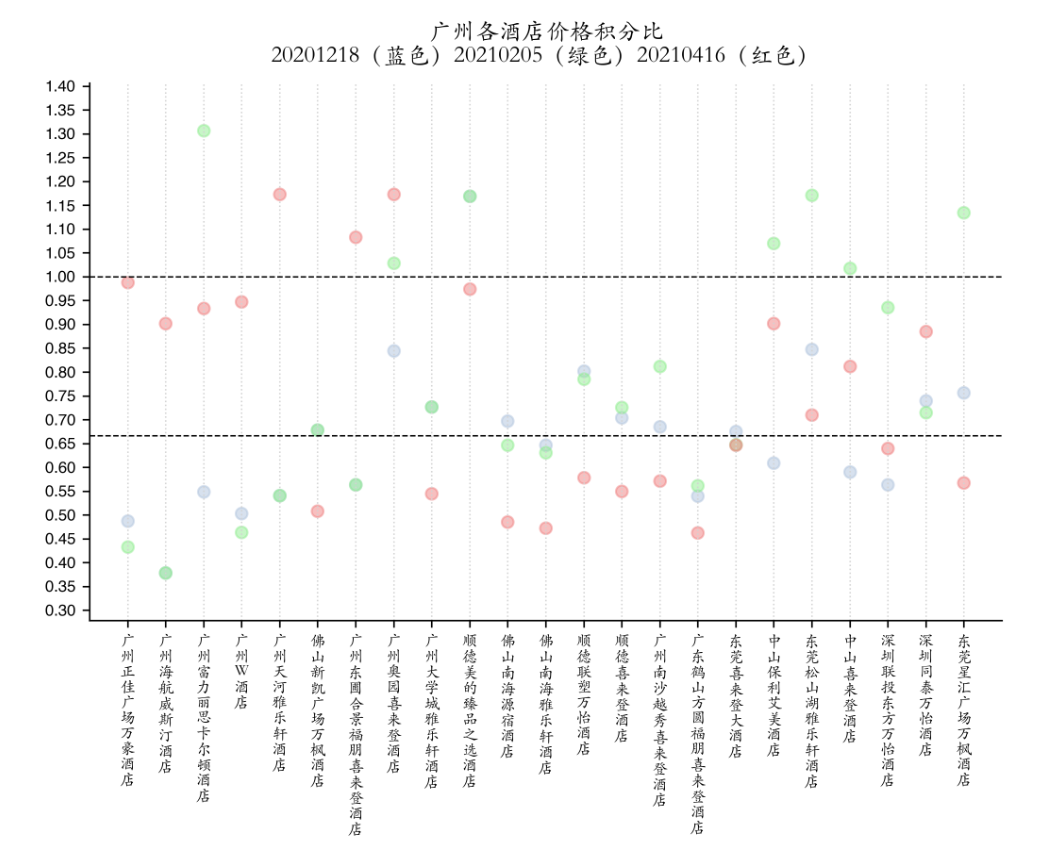 广州各酒店价格积分比
20201218（蓝色）20210205（绿色）20210416（红色）
1.40
1.35
1.30
1.25
1.20
1.15
1.10
1.05
1.00
0.95
0.90
0.85
0.80
0.75
0.70
0.65
0.60
0.55
0.50
0.45
0.40
0.35
0.30
广州正佳广场万豪酒店
广州海航威斯汀酒店
广州富力丽思卡尔顿酒店
广州W酒店
广州天河雅乐轩酒店
佛山新凯广场万枫酒店
广州东圃合景福朋喜来登酒店
广州奥园喜来登酒店
广州大学城雅乐轩酒店
顺德美的臻品之选酒店
佛山南海源宿酒店
佛山南海雅乐轩酒店
顺德联塑万怡酒店
顺德喜来登酒店
广州南沙越秀喜来登酒店
广东鹤山方圆福朋喜来登酒店
东莞喜来登大酒店
中山保利艾美酒店
东莞松山湖雅乐轩酒店
中山喜来登酒店
深圳联投东方万怡酒店
深圳同泰万怡酒店
东莞星汇广场万枫酒店